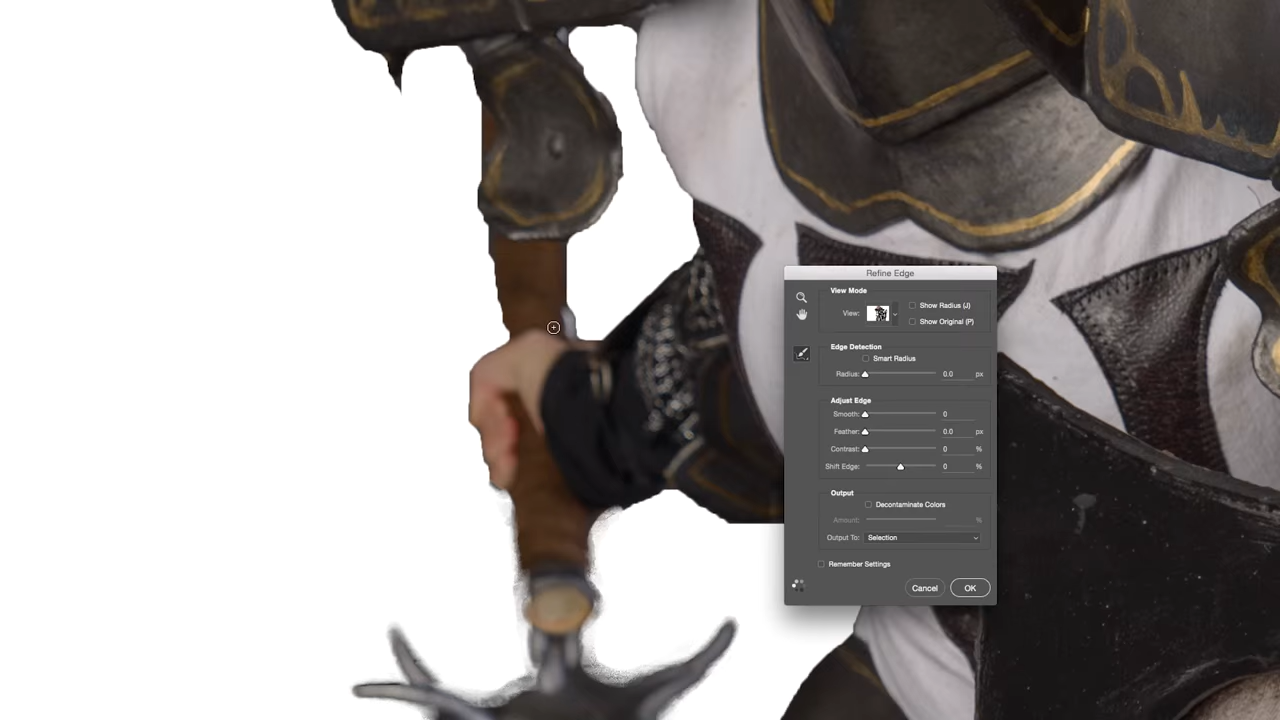 Refine Edge
View Mode
View:
Show Radius (J)
Show Original (P)
Edge Detection
Smart Radius
Radius: 0.0 px
Adjust Edge
Smooth: 0
Feather: 0.0 px
Contrast: 0 %
Shift Edge: 0 %
Output
Decontaminate Colors
Amount: %
Output To: Selection
Remember Settings
Cancel OK